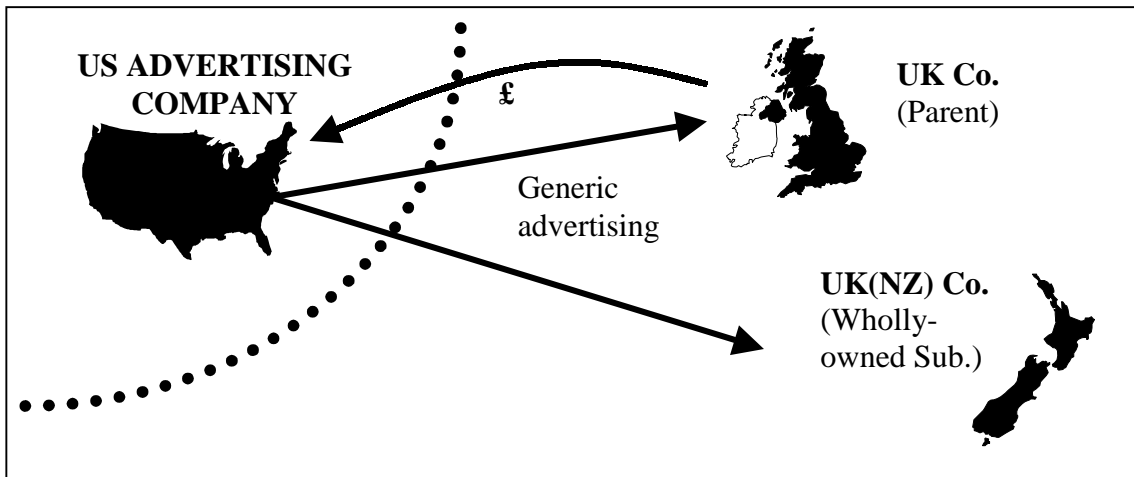 US ADVERTISING
COMPANY
£
UK Co.
(Parent)
Generic
advertising
UK(NZ) Co.
(Wholly-
owned Sub.)